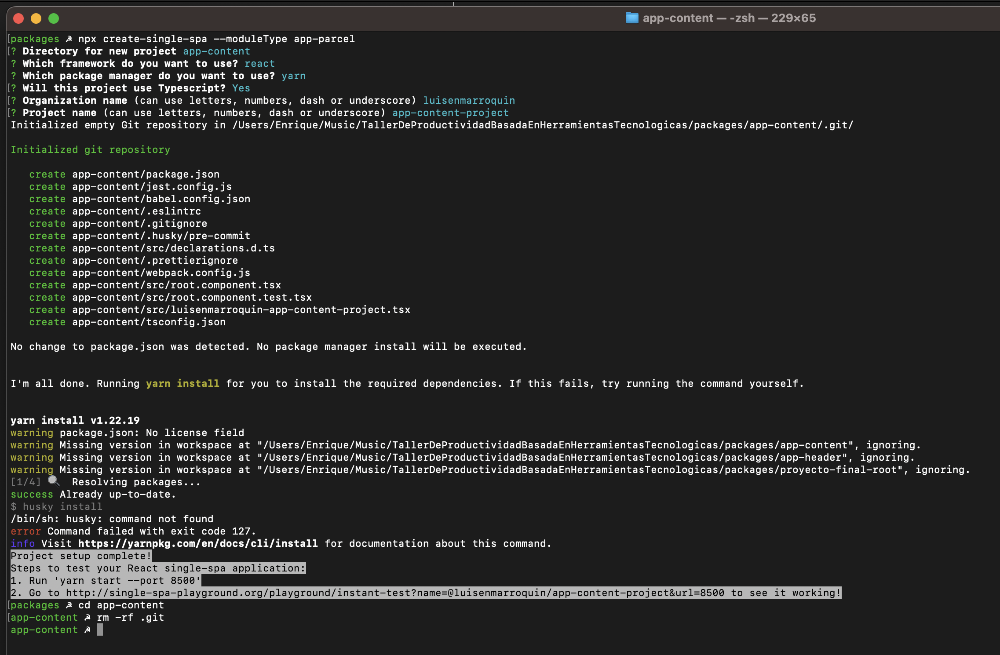 app-content — -zsh — 229×65
packages ☭ npx create-single-spa --moduleType app-parcel
? Directory for new project app-content
? Which framework do you want to use? react
? Which package manager do you want to use? yarn
? Will this project use Typescript? Yes
? Organization name (can use letters, numbers, dash or underscore) luisenmarroquin
? Project name (can use letters, numbers, dash or underscore) app-content-project
Initialized empty Git repository in /Users/Enrique/Music/TallerDeProductividadBasadaEnHerramientasTecnologicas/packages/app-content/.git/
Initialized git repository
create app-content/package.json
create app-content/jest.config.js
create app-content/babel.config.json
create app-content/.eslintrc
create app-content/.gitignore
create app-content/.husky/pre-commit
create app-content/src/declarations.d.ts
create app-content/.prettierignore
create app-content/webpack.config.js
create app-content/src/root.component.tsx
create app-content/src/root.component.test.tsx
create app-content/src/luisenmarroquin-app-content-project.tsx
create app-content/tsconfig.json
No change to package.json was detected. No package manager install will be executed.
I'm all done. Running yarn install for you to install the required dependencies. If this fails, try running the command yourself.
yarn install v1.22.19
warning package.json: No license field
warning Missing version in workspace at "/Users/Enrique/Music/TallerDeProductividadBasadaEnHerramientasTecnologicas/packages/app-content", ignoring.
warning Missing version in workspace at "/Users/Enrique/Music/TallerDeProductividadBasadaEnHerramientasTecnologicas/packages/app-header", ignoring.
warning Missing version in workspace at "/Users/Enrique/Music/TallerDeProductividadBasadaEnHerramientasTecnologicas/packages/proyecto-final-root", ignoring.
[1/4] 🔍 Resolving packages...
success Already up-to-date.
$ husky install
/bin/sh: husky: command not found
error Command failed with exit code 127.
info Visit https://yarnpkg.com/en/docs/cli/install for documentation about this command.
Project setup complete!
Steps to test your React single-spa application:
1. Run 'yarn start --port 8500'
2. Go to http://single-spa-playground.org/playground/instant-test?name=@luisenmarroquin/app-content-project&url=8500 to see it working!
packages ☭ cd app-content
app-content ☭ rm -rf .git
app-content ☭